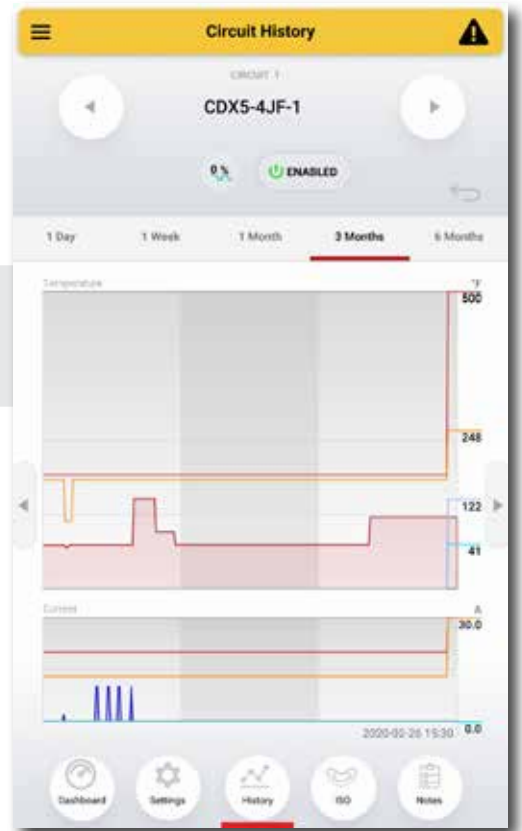 Circuit History
CIRCUIT 1
CDX5-4JF-1
0 %
ENABLED
1 Day 1 Week 1 Month 3 Months 6 Months
Temperature °F
500
248
122
41
Current A
30.0
2020-02-26 15:30 0.0
Dashboard Settings History ISO Notes